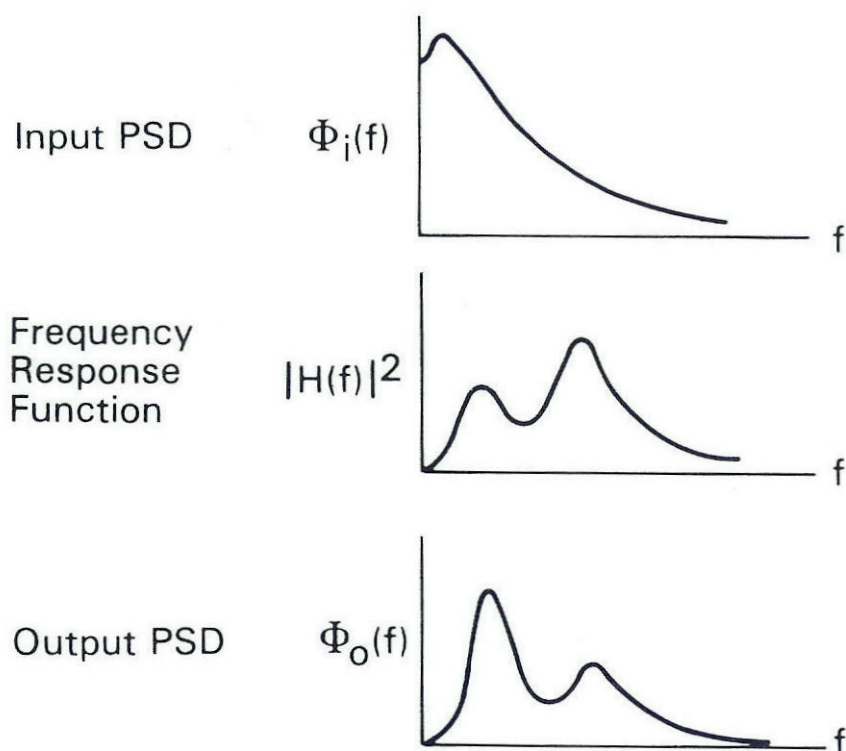 Input PSD
Φi(f)
f
Frequency
Response
Function
|H(f)|2
f
Output PSD
Φo(f)
f